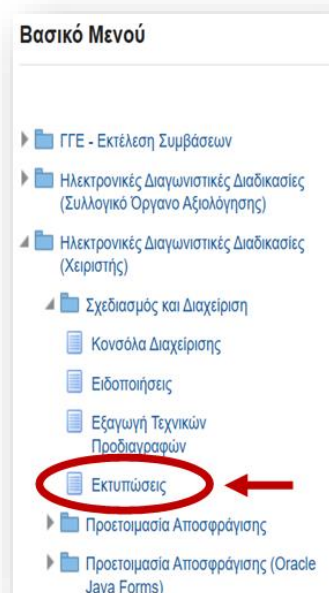 Βασικό Μενού
ΓΓΕ - Εκτέλεση Συμβάσεων
Ηλεκτρονικές Διαγωνιστικές Διαδικασίες
(Συλλογικό Όργανο Αξιολόγησης)
Ηλεκτρονικές Διαγωνιστικές Διαδικασίες
(Χειριστής)
Σχεδιασμός και Διαχείριση
Κονσόλα Διαχείρισης
Ειδοποιήσεις
Εξαγωγή Τεχνικών
Προδιαγραφών
Εκτυπώσεις
Προετοιμασία Αποσφράγισης
Προετοιμασία Αποσφράγισης (Oracle
Java Forms)